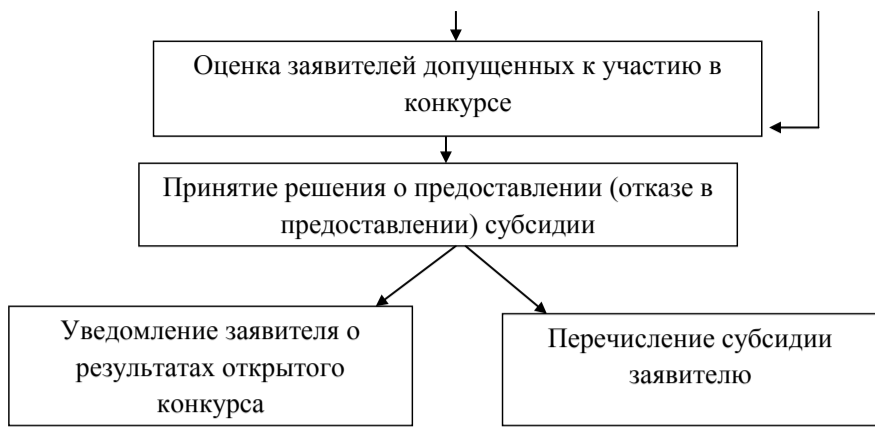 Оценка заявителей допущенных к участию в
конкурсе
Принятие решения о предоставлении (отказе в
предоставлении) субсидии
Уведомление заявителя о
результатах открытого
конкурса
Перечисление субсидии
заявителю